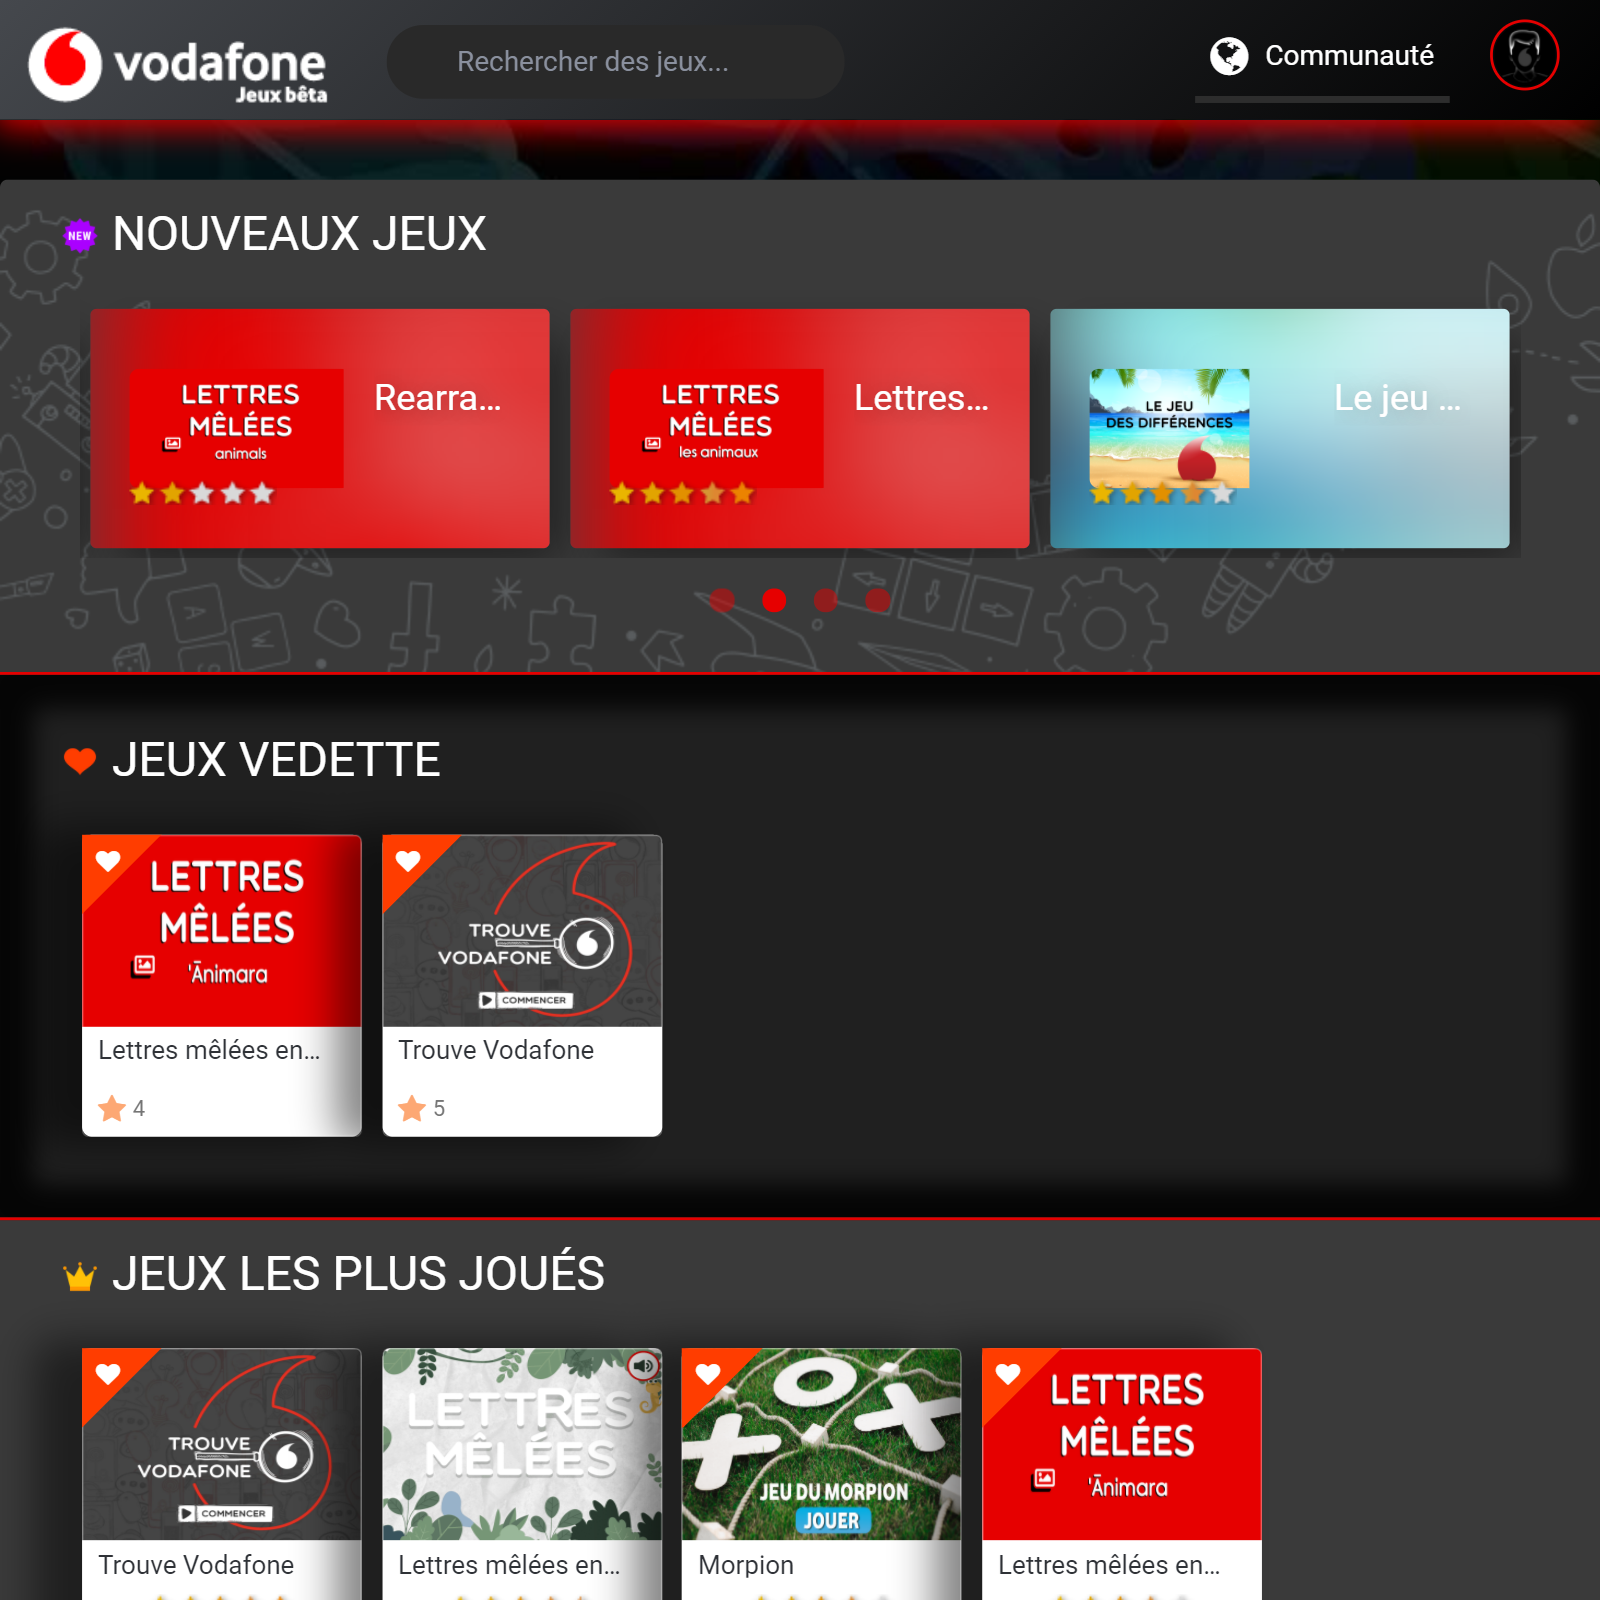 vodafone
Jeux bêta
Rechercher des jeux...
Communauté
NEW
NOUVEAUX JEUX
LETTRES
MÊLÉES
animals
Rearra...
LETTRES
MÊLÉES
les animaux
Lettres...
LE JEU
DES DIFFÉRENCES
Le jeu ...
JEUX VEDETTE
LETTRES
MÊLÉES
'Ānimara
Lettres mêlées en...
4
TROUVE
VODAFONE
COMMENCER
Trouve Vodafone
5
JEUX LES PLUS JOUÉS
TROUVE
VODAFONE
COMMENCER
Trouve Vodafone
LETTRES
MÊLÉES
Lettres mêlées en...
JEU DU MORPION
JOUER
Morpion
LETTRES
MÊLÉES
'Ānimara
Lettres mêlées en...